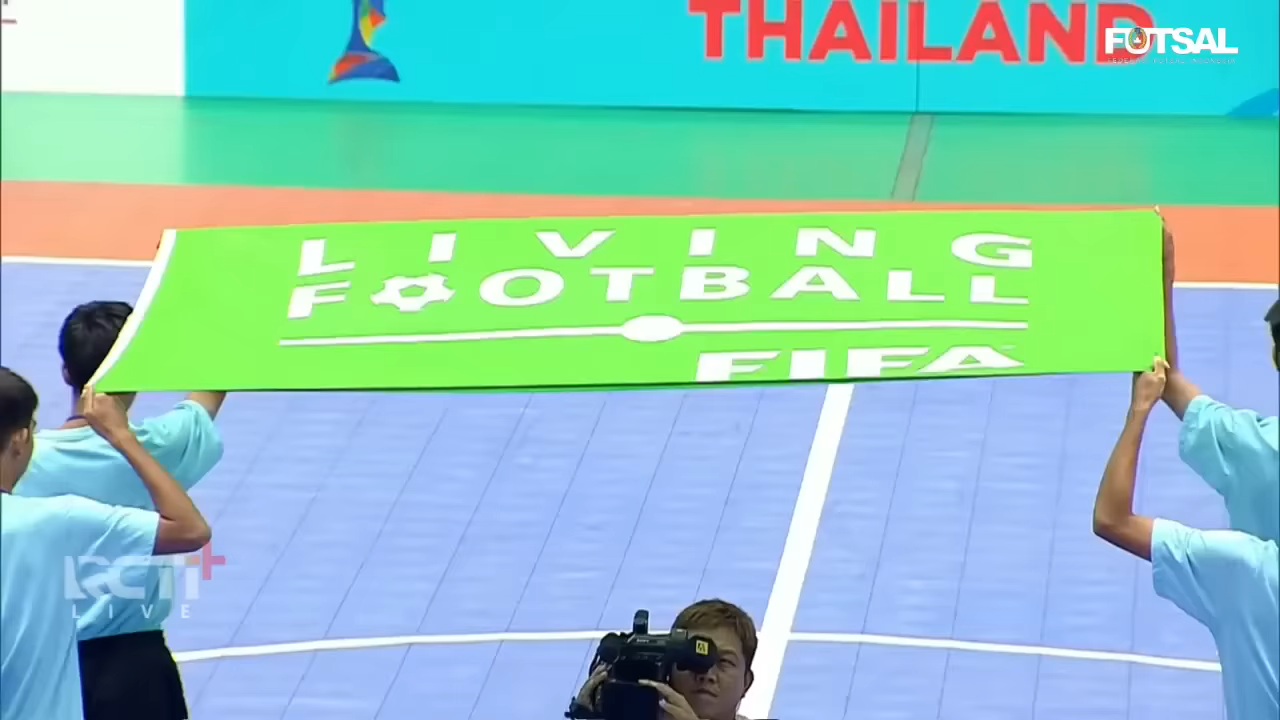 THAILAND
FUTSAL
LIVING
FOOTBALL
FIFA
RCTI+
LIVE